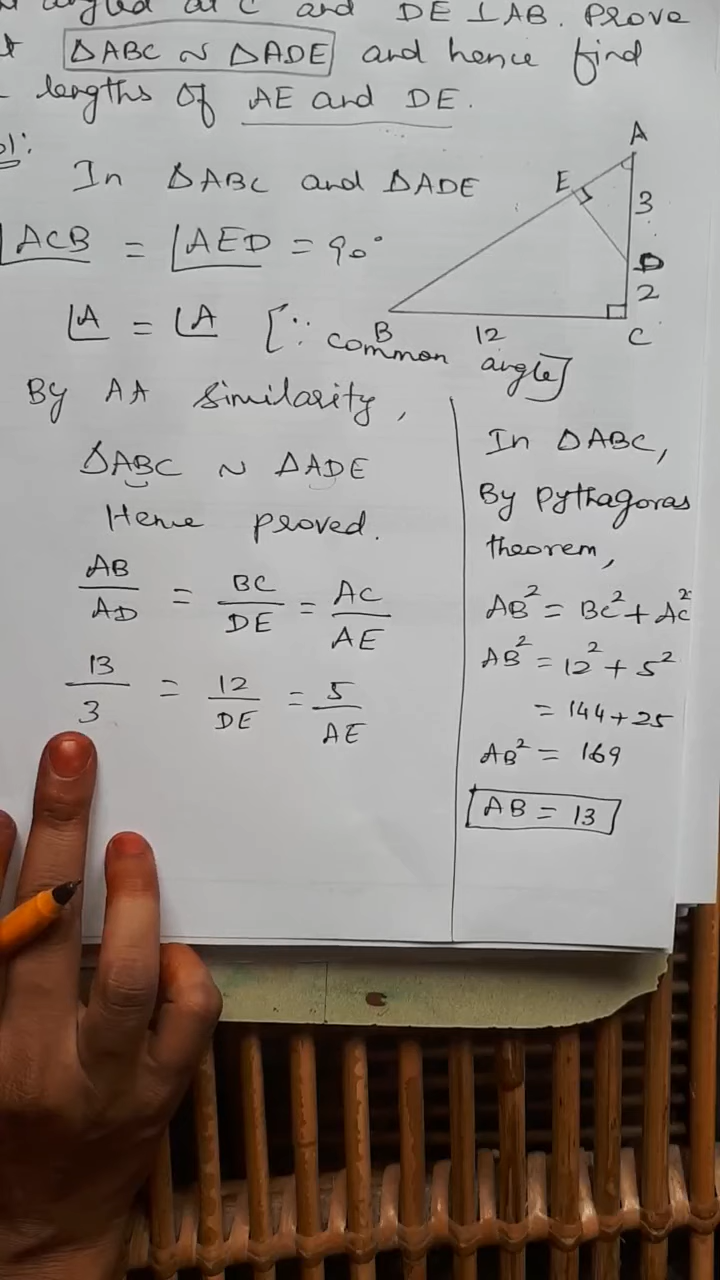 angled at C and DE ⊥ AB. Prove
ΔABC ~ ΔADE and hence find
lengths of AE and DE.
In ΔABC and ΔADE
∠ACB = ∠AED = 90°
∠A = ∠A [∵ common angle]
A
E
3
D
2
B
12
C
By AA similarity,
ΔABC ~ ΔADE
Hence proved.
AB/AD = BC/DE = AC/AE
13/3 = 12/DE = 5/AE
In ΔABC,
By pythagoras
theorem,
AB² = BC² + AC²
AB² = 12² + 5²
= 144+25
AB² = 169
AB = 13